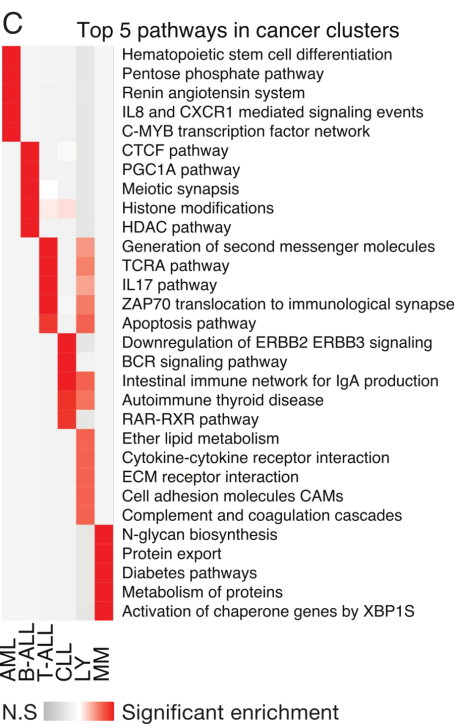 C
Top 5 pathways in cancer clusters
Hematopoietic stem cell differentiation
Pentose phosphate pathway
Renin angiotensin system
IL8 and CXCR1 mediated signaling events
C-MYB transcription factor network
CTCF pathway
PGC1A pathway
Meiotic synapsis
Histone modifications
HDAC pathway
Generation of second messenger molecules
TCRA pathway
IL17 pathway
ZAP70 translocation to immunological synapse
Apoptosis pathway
Downregulation of ERBB2 ERBB3 signaling
BCR signaling pathway
Intestinal immune network for IgA production
Autoimmune thyroid disease
RAR-RXR pathway
Ether lipid metabolism
Cytokine-cytokine receptor interaction
ECM receptor interaction
Cell adhesion molecules CAMs
Complement and coagulation cascades
N-glycan biosynthesis
Protein export
Diabetes pathways
Metabolism of proteins
Activation of chaperone genes by XBP1S
AML
B-ALL
T-ALL
CLL
LY
MM
N.S
Significant enrichment